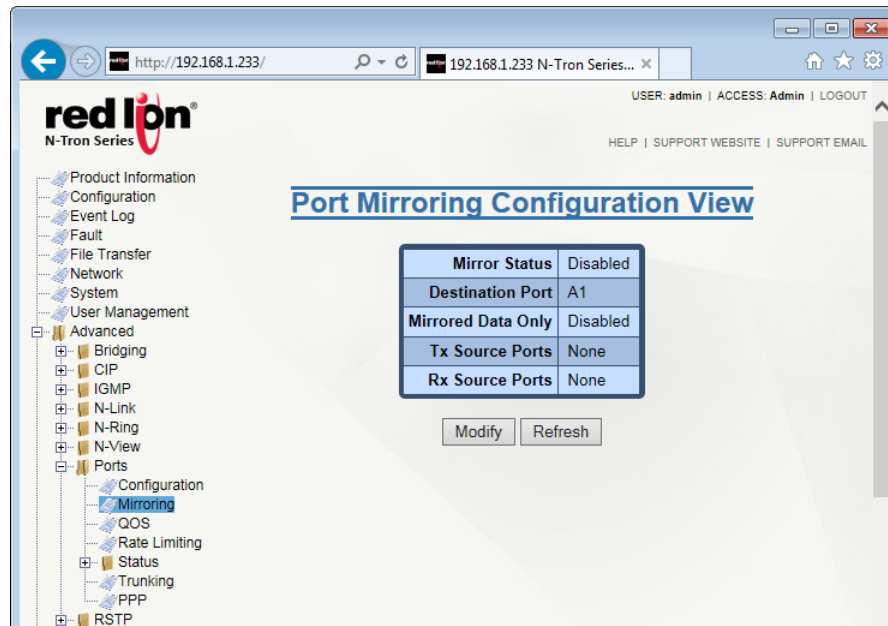 http://192.168.1.233/
192.168.1.233 N-Tron Series...
USER: admin | ACCESS: Admin | LOGOUT
red lion®
N-Tron Series
HELP | SUPPORT WEBSITE | SUPPORT EMAIL
Product Information
Configuration
Event Log
Fault
File Transfer
Network
System
User Management
Advanced
Bridging
CIP
IGMP
N-Link
N-Ring
N-View
Ports
Configuration
Mirroring
QOS
Rate Limiting
Status
Trunking
PPP
RSTP
Port Mirroring Configuration View
Mirror Status Disabled
Destination Port A1
Mirrored Data Only Disabled
Tx Source Ports None
Rx Source Ports None
Modify Refresh